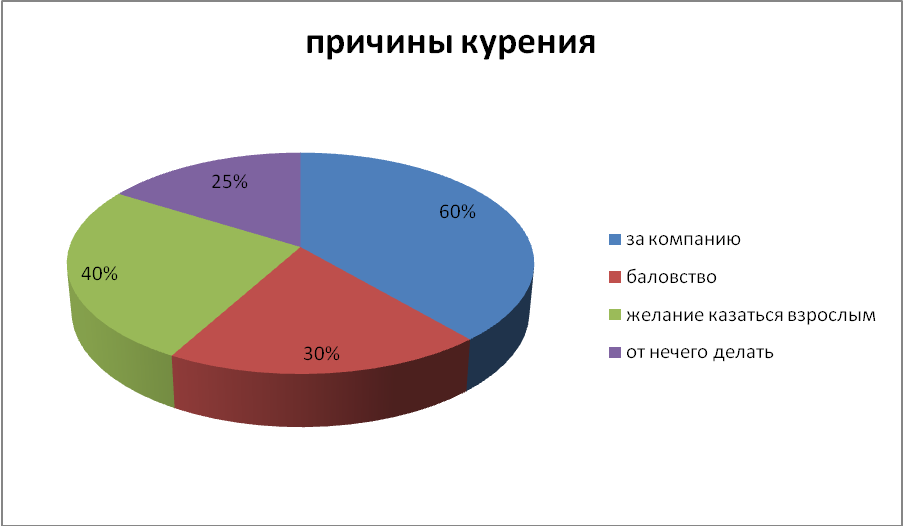 причины курения
25%
60%
40%
30%
за компанию
баловство
желание казаться взрослым
от нечего делать